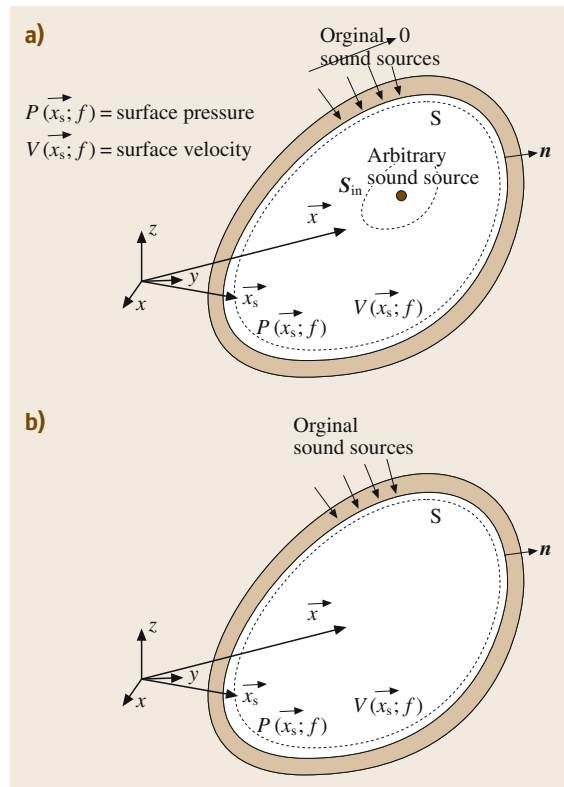 a)
Orginal 0
sound sources
P(x⃗s; f) = surface pressure
V(x⃗s; f) = surface velocity
S
n
Arbitrary
sound source
Sin
x⃗
z
y
x
x⃗s
P(x⃗s; f)
V(x⃗s; f)
b)
Orginal
sound sources
S
n
x⃗
z
y
x
x⃗s
P(x⃗s; f)
V(x⃗s; f)